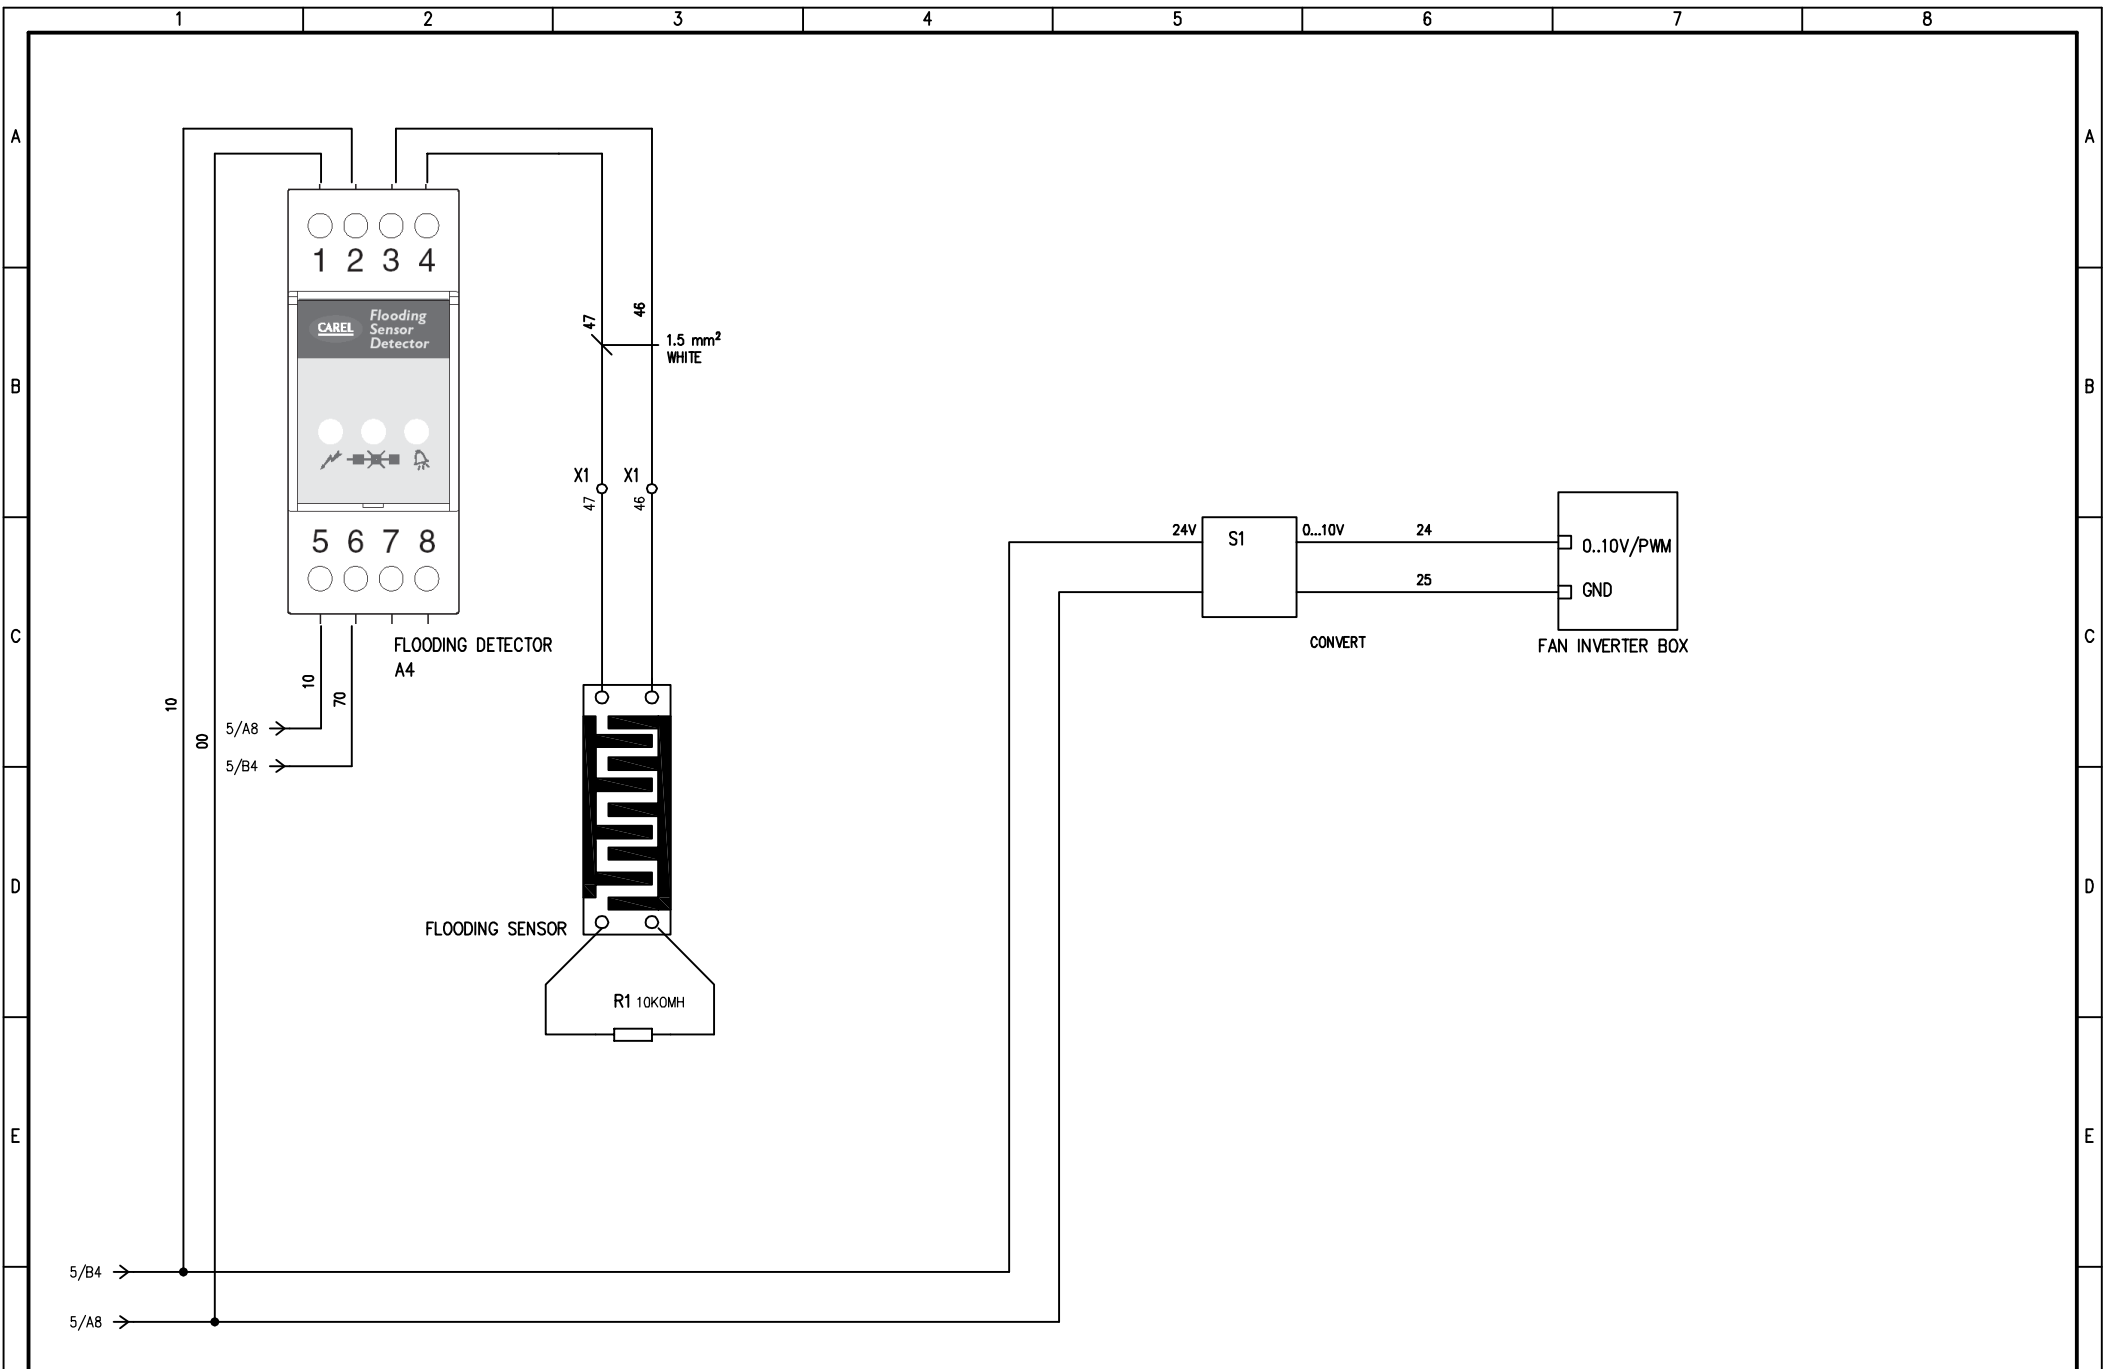 1 2 3 4 5 6 7 8
A A
1 2 3 4
B B
CAREL
Flooding
Sensor
Detector
47
46
1.5 mm²
WHITE
X1 X1
47
46
5 6 7 8
24V S1 0...10V 24
0..10V/PWM
25
GND
C C
CONVERT
FAN INVERTER BOX
FLOODING DETECTOR
A4
10
70
10
00
5/A8
5/B4
D D
FLOODING SENSOR
R1 10KOMH
E E
5/B4
5/A8